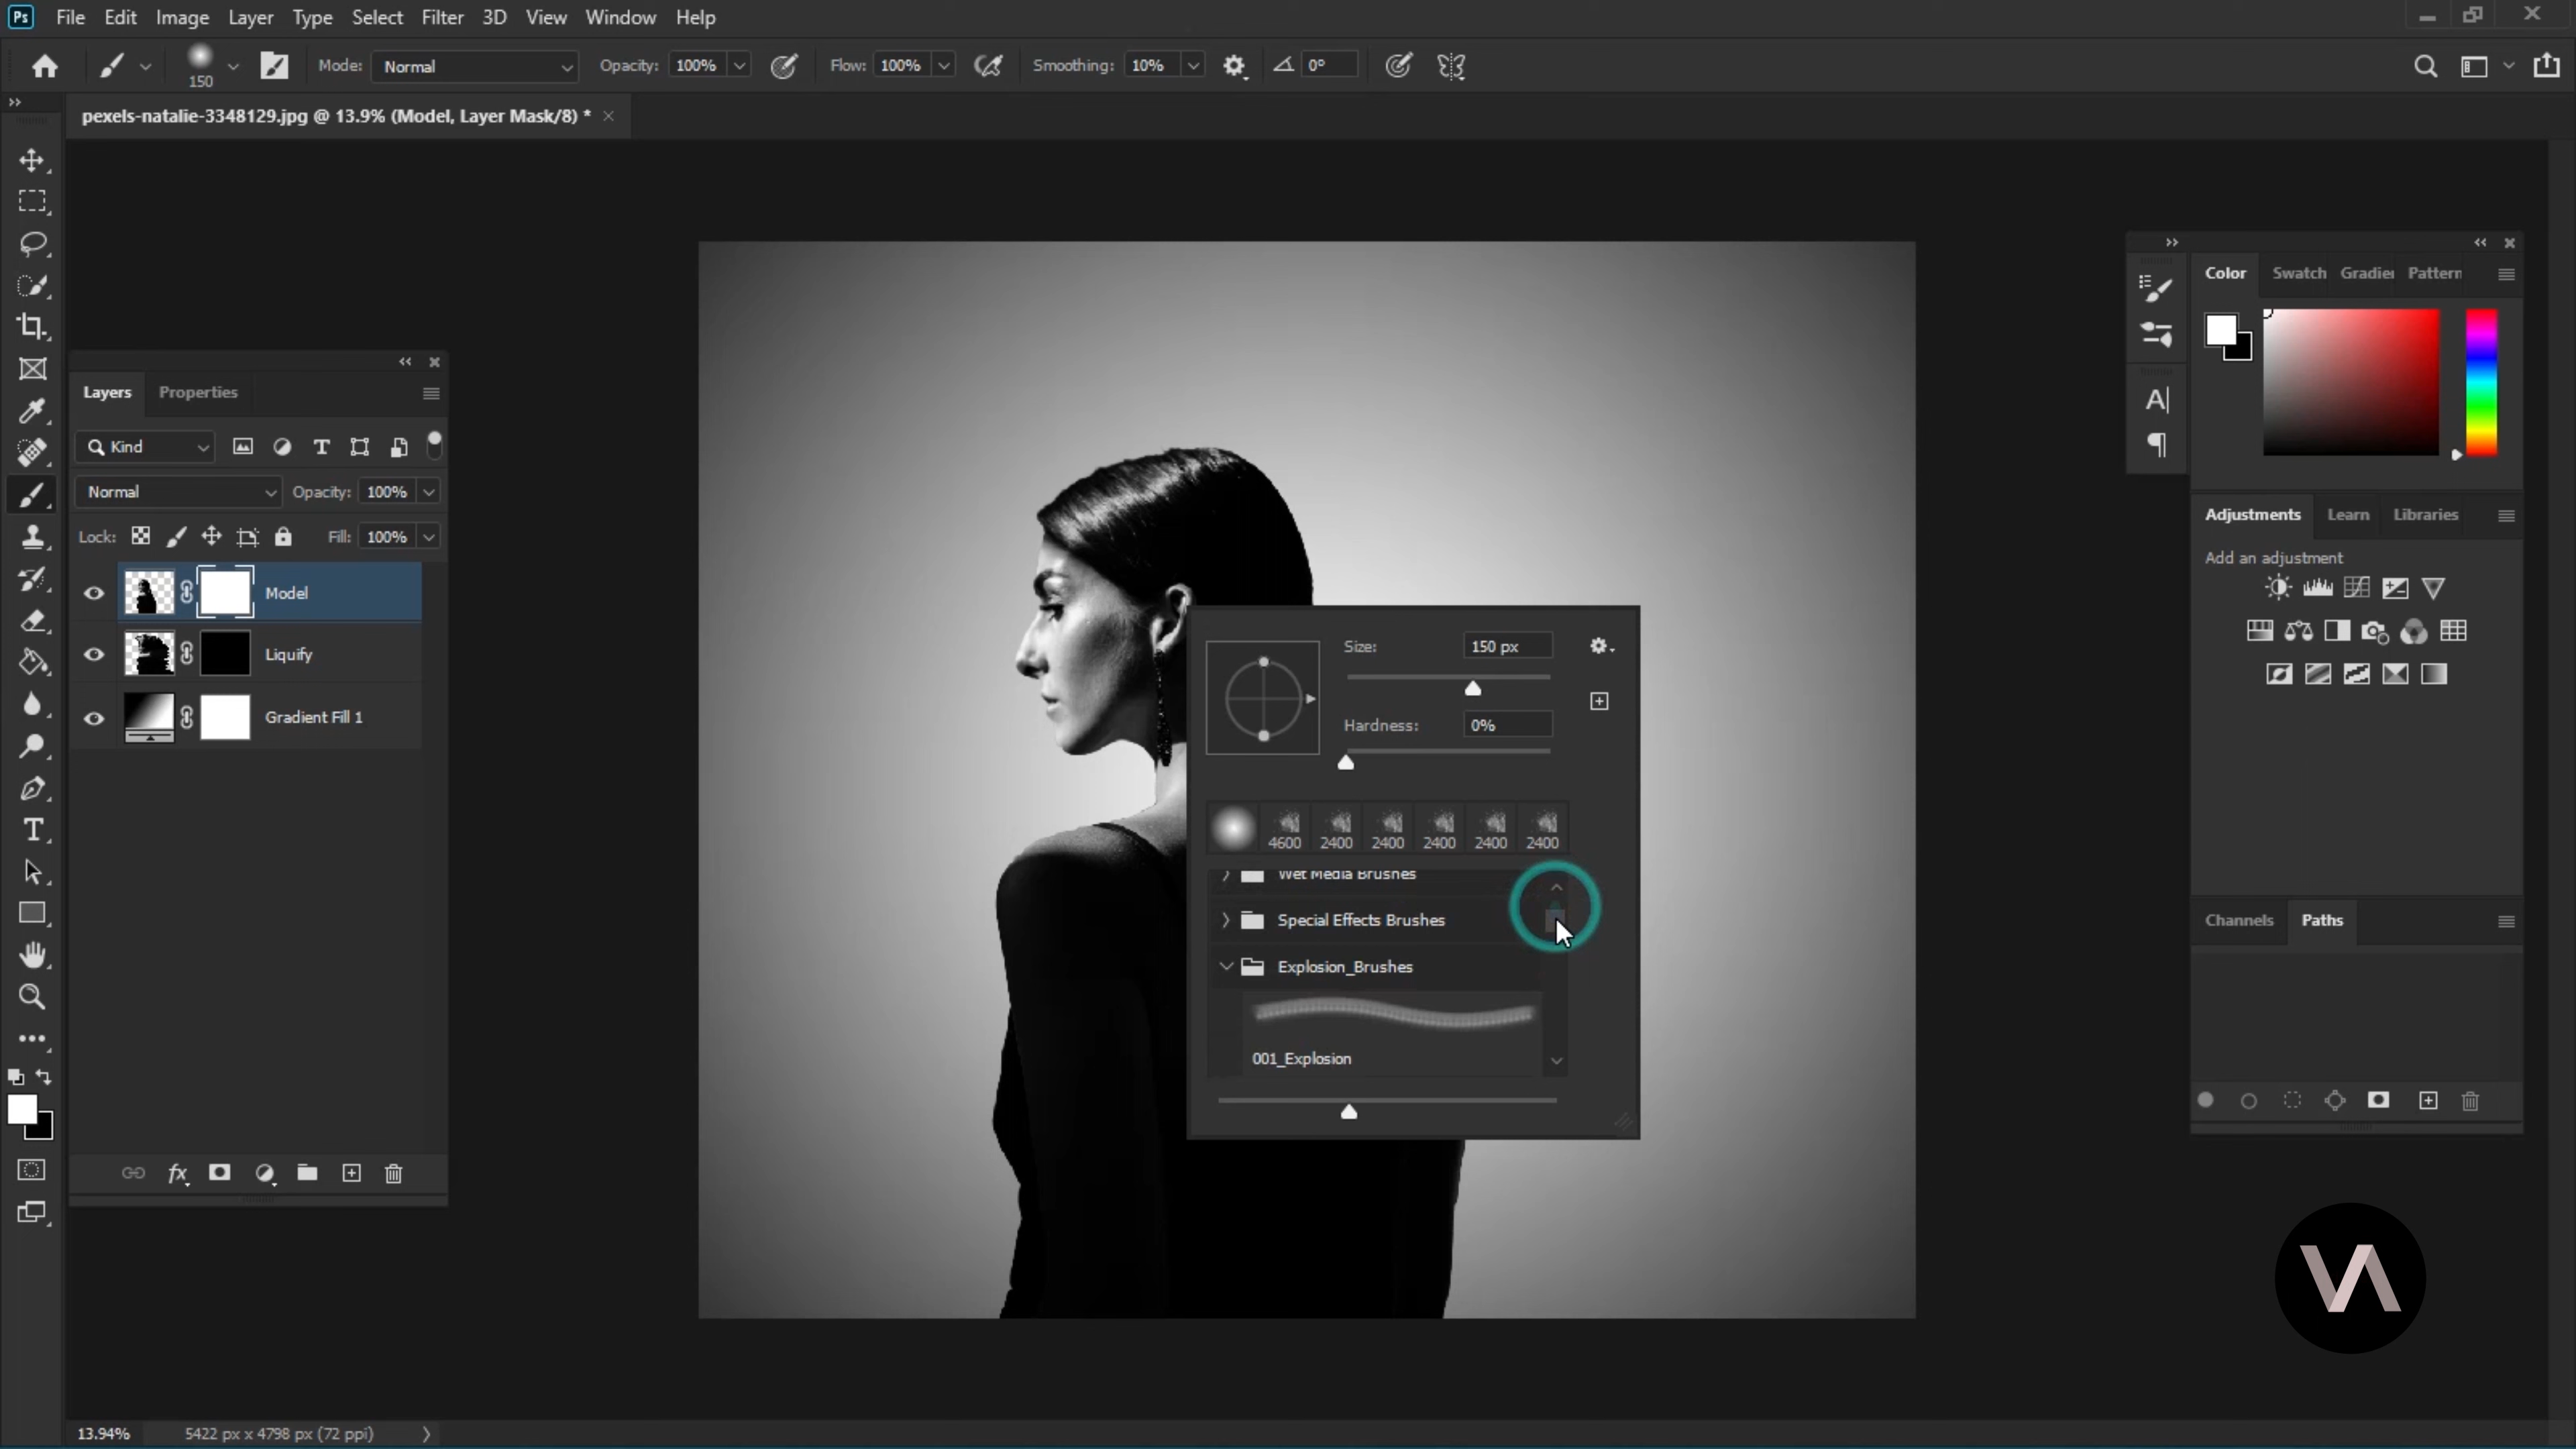 Ps File Edit Image Layer Type Select Filter 3D View Window Help
150 Mode: Normal Opacity: 100% Flow: 100% Smoothing: 10% 0°
pexels-natalie-3348129.jpg @ 13.9% (Model, Layer Mask/8) * ×
Layers Properties
Kind
Normal Opacity: 100%
Lock: Fill: 100%
Model
Liquify
Gradient Fill 1
Size: 150 px
Hardness: 0%
4600 2400 2400 2400 2400 2400
Wet Media Brushes
Special Effects Brushes
Explosion_Brushes
001_Explosion
Color Swatch Gradier Pattern
Adjustments Learn Libraries
Add an adjustment
Channels Paths
VA
13.94% 5422 px x 4798 px (72 ppi)